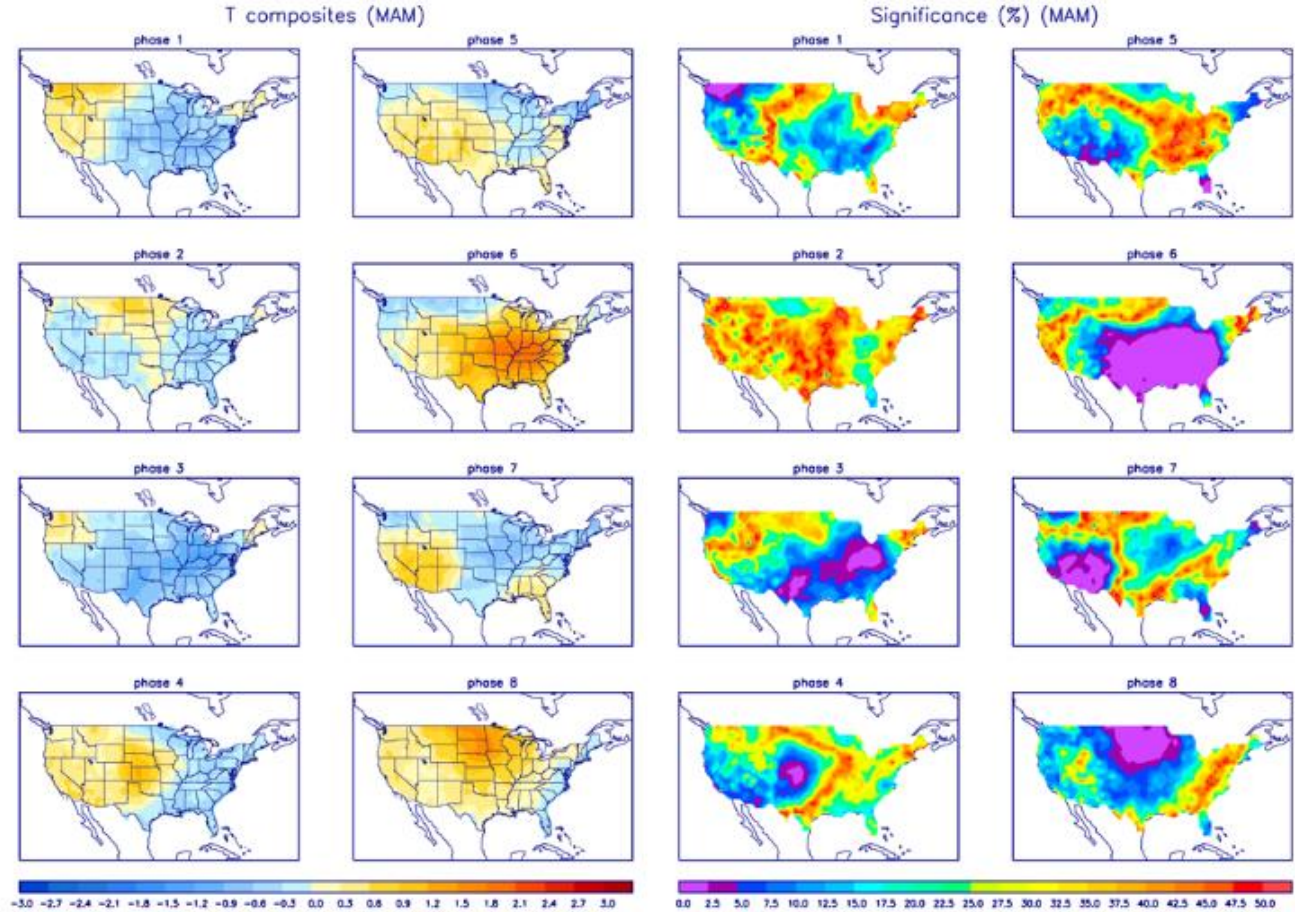 T composites (MAM) Significance (%) (MAM)
phase 1 phase 5 phase 1 phase 5
phase 2 phase 6 phase 2 phase 6
phase 3 phase 7 phase 3 phase 7
phase 4 phase 8 phase 4 phase 8
-3.0 -2.7 -2.4 -2.1 -1.8 -1.5 -1.2 -0.9 -0.6 -0.3 0.0 0.3 0.6 0.9 1.2 1.5 1.8 2.1 2.4 2.7 3.0 0.0 2.5 5.0 7.5 10.0 12.5 15.0 17.5 20.0 22.5 25.0 27.5 30.0 32.5 35.0 37.5 40.0 42.5 45.0 47.5 50.0